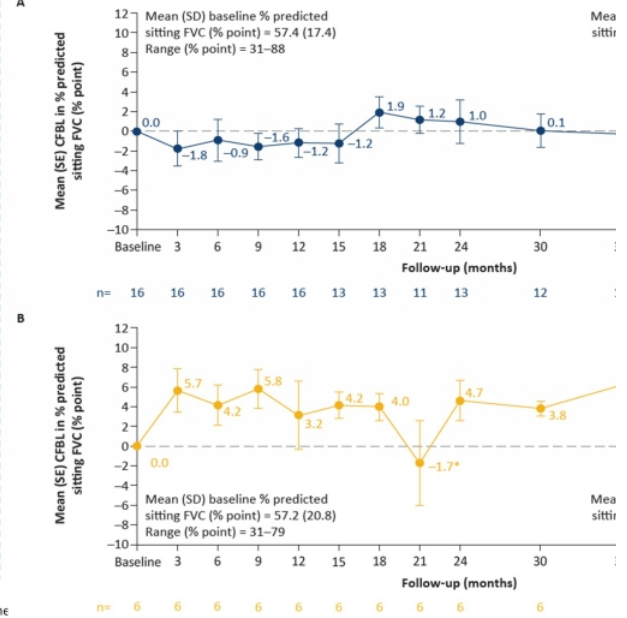 A
Mean (SE) CFBL in % predicted
sitting FVC (% point)
12
10
8
6
4
2
0
−2
−4
−6
−8
−10
Mean (SD) baseline % predicted
sitting FVC (% point) = 57.4 (17.4)
Range (% point) = 31–88
Mea
sittin
0.0
−1.8
−0.9
−1.6
−1.2
−1.2
1.9
1.2
1.0
0.1
Baseline 3 6 9 12 15 18 21 24 30
Follow-up (months)
n= 16 16 16 16 16 13 13 11 13 12
B
Mean (SE) CFBL in % predicted
sitting FVC (% point)
12
10
8
6
4
2
0
−2
−4
−6
−8
−10
0.0
5.7
4.2
5.8
3.2
4.2
4.0
−1.7*
4.7
3.8
Mean (SD) baseline % predicted
sitting FVC (% point) = 57.2 (20.8)
Range (% point) = 31–79
Mea
sittin
Baseline 3 6 9 12 15 18 21 24 30
Follow-up (months)
n= 6 6 6 6 6 6 6 6 6 6